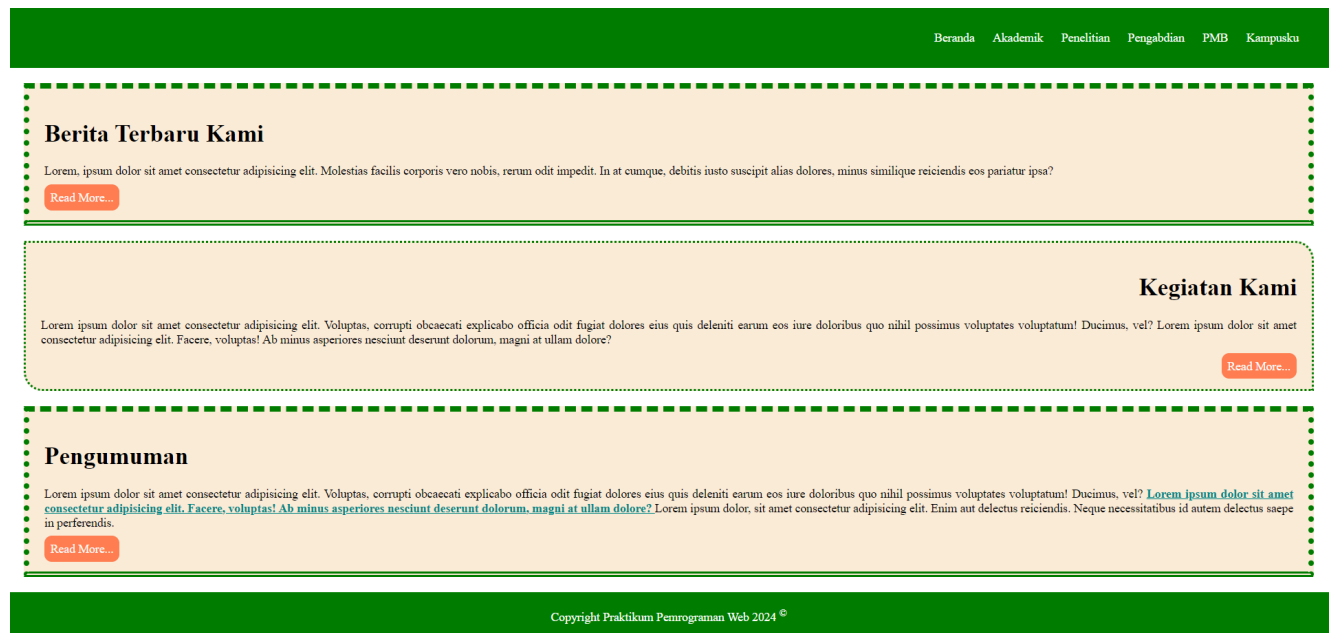 Beranda Akademik Penelitian Pengabdian PMB Kampusku
Berita Terbaru Kami
Lorem, ipsum dolor sit amet consectetur adipisicing elit. Molestias facilis corporis vero nobis, rerum odit impedit. In at cumque, debitis iusto suscipit alias dolores, minus similique reiciendis eos pariatur ipsa?
Read More...
Kegiatan Kami
Lorem ipsum dolor sit amet consectetur adipisicing elit. Voluptas, corrupti obcaecati explicabo officia odit fugiat dolores eius quis deleniti earum eos iure doloribus quo nihil possimus voluptates voluptatum! Ducimus, vel? Lorem ipsum dolor sit amet
consectetur adipisicing elit. Facere, voluptas! Ab minus asperiores nesciunt deserunt dolorum, magni at ullam dolore?
Read More...
Pengumuman
Lorem ipsum dolor sit amet consectetur adipisicing elit. Voluptas, corrupti obcaecati explicabo officia odit fugiat dolores eius quis deleniti earum eos iure doloribus quo nihil possimus voluptates voluptatum! Ducimus, vel? Lorem ipsum dolor sit amet
consectetur adipisicing elit. Facere, voluptas! Ab minus asperiores nesciunt deserunt dolorum, magni at ullam dolore? Lorem ipsum dolor, sit amet consectetur adipisicing elit. Enim aut delectus reiciendis. Neque necessitatibus id autem delectus saepe
in perferendis.
Read More...
Copyright Praktikum Pemrograman Web 2024 ©